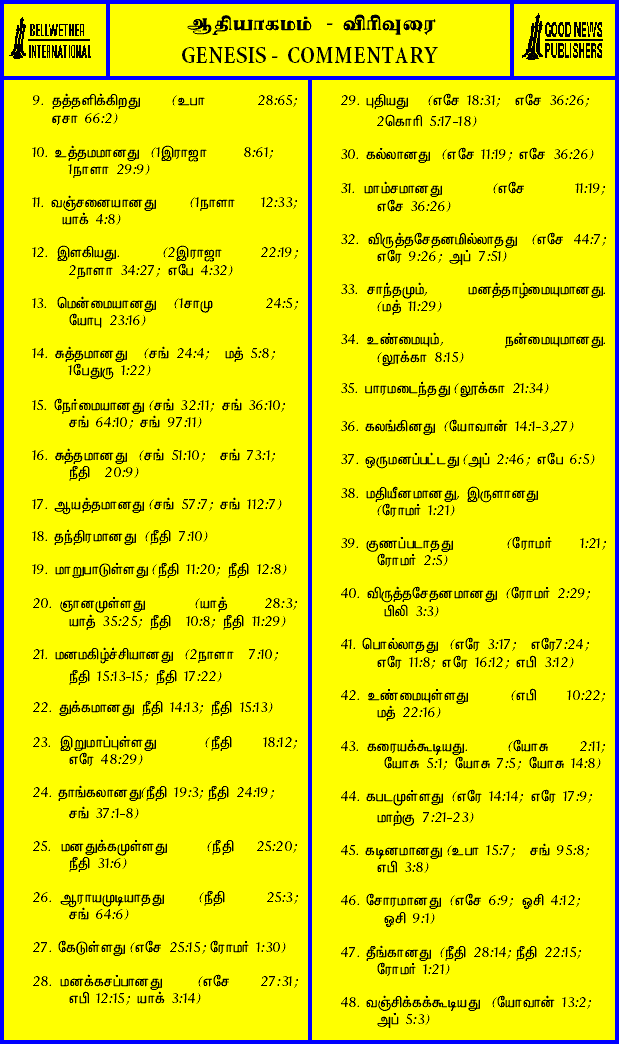 BELLWETHER
INTERNATIONAL
ஆதியாகமம் - விரிவுரை
GENESIS - COMMENTARY
GOOD NEWS
PUBLISHERS
9. தத்தளிக்கிறது (உபா 28:65;
ஏசா 66:2)
10. உத்தமமானது (1இராஜா 8:61;
1நாளா 29:9)
11. வஞ்சனையானது (1நாளா 12:33;
யாக் 4:8)
12. இளகியது. (2இராஜா 22:19;
2நாளா 34:27; எபே 4:32)
13. மென்மையானது (1சாமு 24:5;
யோபு 23:16)
14. சுத்தமானது (சங் 24:4; மத் 5:8;
1பேதுரு 1:22)
15. நேர்மையானது (சங் 32:11; சங் 36:10;
சங் 64:10; சங் 97:11)
16. சுத்தமானது (சங் 51:10; சங் 73:1;
நீதி 20:9)
17. ஆயத்தமானது (சங் 57:7; சங் 112:7)
18. தந்திரமானது (நீதி 7:10)
19. மாறுபாடுள்ளது (நீதி 11:20; நீதி 12:8)
20. ஞானமுள்ளது (யாத் 28:3;
யாத் 35:25; நீதி 10:8; நீதி 11:29)
21. மனமகிழ்ச்சியானது (2நாளா 7:10;
நீதி 15:13-15; நீதி 17:22)
22. துக்கமானது நீதி 14:13; நீதி 15:13)
23. இறுமாப்புள்ளது (நீதி 18:12;
எரே 48:29)
24. தாங்கலானது(நீதி 19:3; நீதி 24:19;
சங் 37:1-8)
25. மனதுக்கமுள்ளது (நீதி 25:20;
நீதி 31:6)
26. ஆராயமுடியாதது (நீதி 25:3;
சங் 64:6)
27. கேடுள்ளது (எசே 25:15; ரோமர் 1:30)
28. மனக்கசப்பானது (எசே 27:31;
எபி 12:15; யாக் 3:14)
29. புதியது (எசே 18:31; எசே 36:26;
2கொரி 5:17-18)
30. கல்லானது (எசே 11:19; எசே 36:26)
31. மாம்சமானது (எசே 11:19;
எசே 36:26)
32. விருத்தசேதனமில்லாதது (எசே 44:7;
எரே 9:26; அப் 7:51)
33. சாந்தமும், மனத்தாழ்மையுமானது.
(மத் 11:29)
34. உண்மையும், நன்மையுமானது.
(லூக்கா 8:15)
35. பாரமடைந்தது (லூக்கா 21:34)
36. கலங்கினது (யோவான் 14:1-3,27)
37. ஒருமனப்பட்டது (அப் 2:46; எபே 6:5)
38. மதியீனமானது, இருளானது
(ரோமர் 1:21)
39. குணப்படாதது (ரோமர் 1:21;
ரோமர் 2:5)
40. விருத்தசேதனமானது (ரோமர் 2:29;
பிலி 3:3)
41. பொல்லாதது (எரே 3:17; எரே7:24;
எரே 11:8; எரே 16:12; எபி 3:12)
42. உண்மையுள்ளது (எபி 10:22;
மத் 22:16)
43. கரையக்கூடியது. (யோசு 2:11;
யோசு 5:1; யோசு 7:5; யோசு 14:8)
44. கபடமுள்ளது (எரே 14:14; எரே 17:9;
மாற்கு 7:21-23)
45. கடினமானது (உபா 15:7; சங் 95:8;
எபி 3:8)
46. சோரமானது (எசே 6:9; ஓசி 4:12;
ஓசி 9:1)
47. தீங்கானது (நீதி 28:14; நீதி 22:15;
ரோமர் 1:21)
48. வஞ்சிக்கக்கூடியது (யோவான் 13:2;
அப் 5:3)